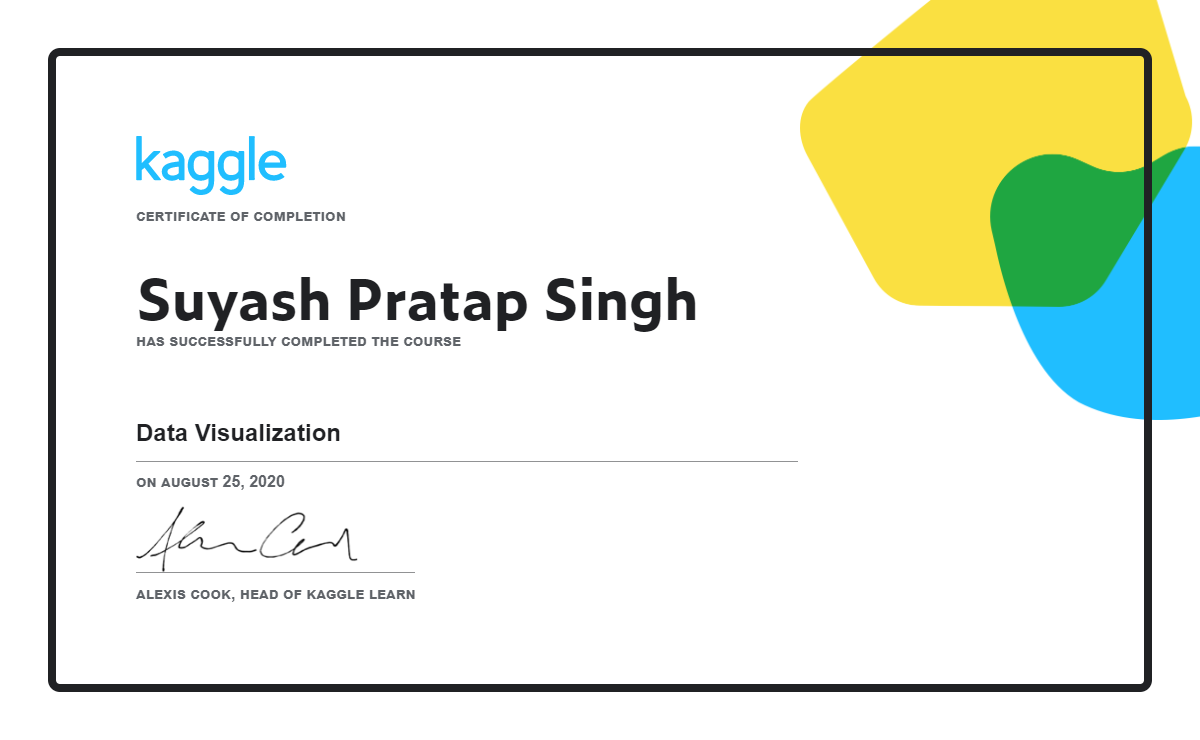 kaggle
CERTIFICATE OF COMPLETION
Suyash Pratap Singh
HAS SUCCESSFULLY COMPLETED THE COURSE
Data Visualization
ON AUGUST 25, 2020
ALEXIS COOK, HEAD OF KAGGLE LEARN